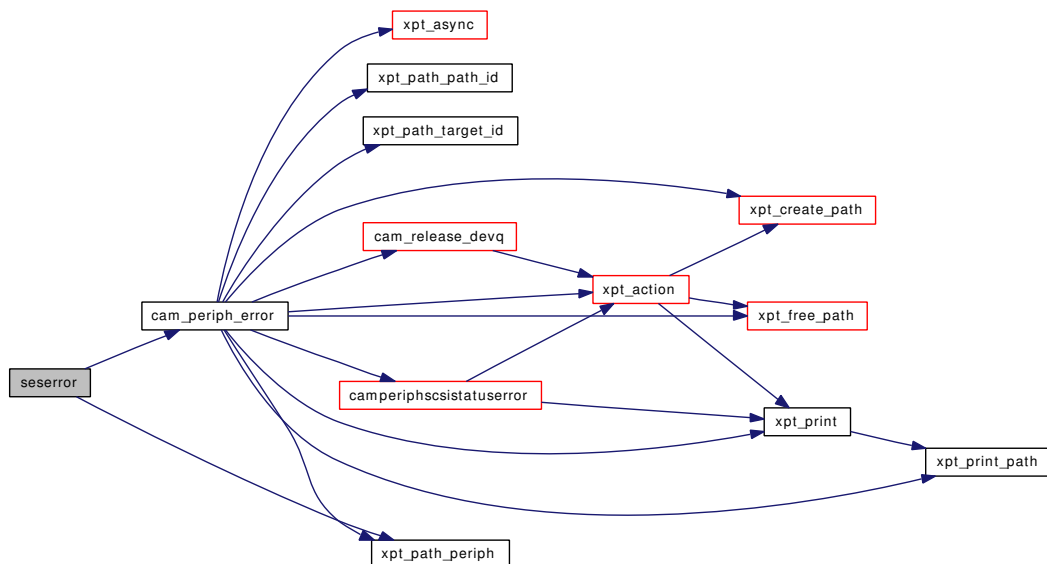 xpt_async
xpt_path_path_id
xpt_path_target_id
xpt_create_path
cam_release_devq
xpt_action
cam_periph_error
xpt_free_path
seserror
camperiphscsistatuserror
xpt_print
xpt_print_path
xpt_path_periph